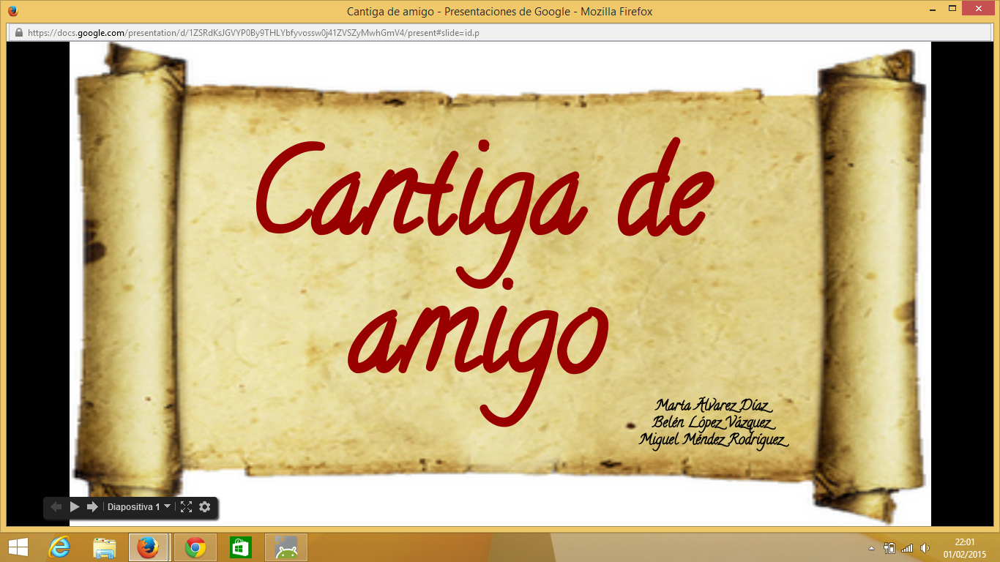 Cantiga de amigo - Presentaciones de Google - Mozilla Firefox
https://docs.google.com/presentation/d/1ZSRdKsJGVYP0By9THLYbfyvossw0j41ZVSZyMwhGmV4/present#slide=id.p
Cantiga de
amigo
Marta Álvarez Díaz
Belén López Vázquez
Miguel Méndez Rodríguez
Diapositiva 1
22:01
01/02/2015